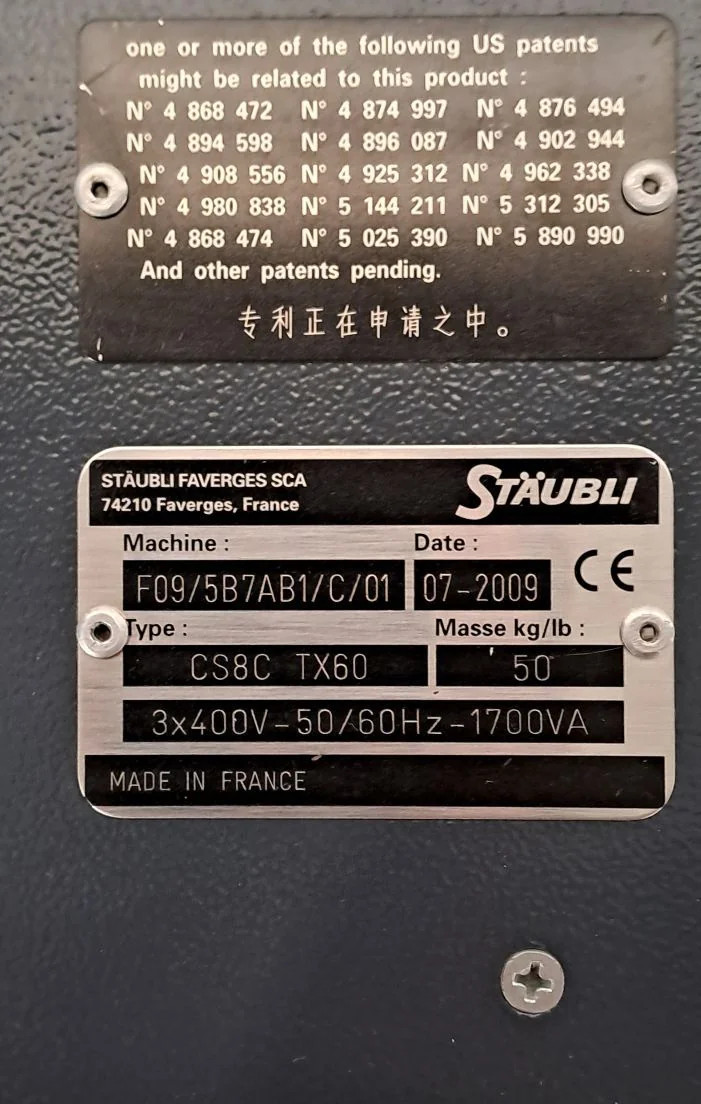 one or more of the following US patents
might be related to this product :
N° 4 868 472 N° 4 874 997 N° 4 876 494
N° 4 894 598 N° 4 896 087 N° 4 902 944
N° 4 908 556 N° 4 925 312 N° 4 962 338
N° 4 980 838 N° 5 144 211 N° 5 312 305
N° 4 868 474 N° 5 025 390 N° 5 890 990
And other patents pending.
专利正在申请之中。
STÄUBLI FAVERGES SCA
74210 Faverges, France
STÄUBLI
Machine : Date :
F09/5B7AB1/C/01 07-2009 CE
Type : Masse kg/lb :
CS8C TX60 50
3x400V-50/60Hz-1700VA
MADE IN FRANCE